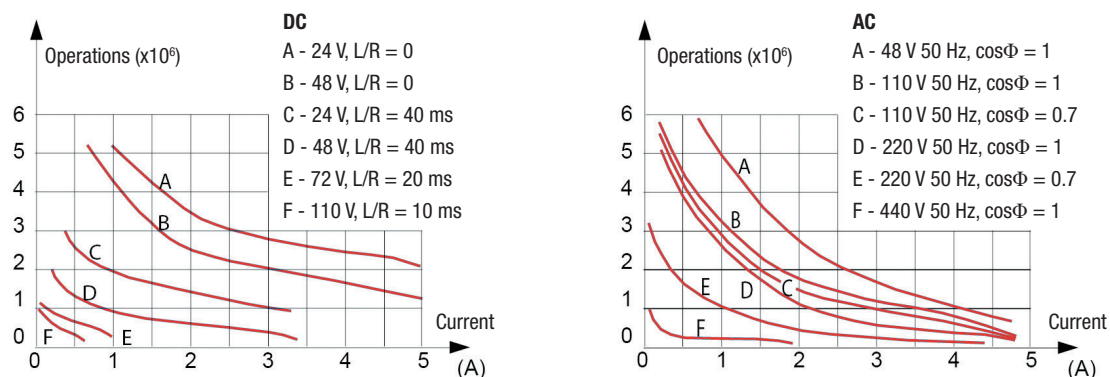 DC
Operations (x10⁶)
A - 24 V, L/R = 0
B - 48 V, L/R = 0
C - 24 V, L/R = 40 ms
D - 48 V, L/R = 40 ms
E - 72 V, L/R = 20 ms
F - 110 V, L/R = 10 ms
6
5
4
3
2
1
0
A
B
C
D
E
F
Current
(A)
0 1 2 3 4 5
AC
Operations (x10⁶)
A - 48 V 50 Hz, cosΦ = 1
B - 110 V 50 Hz, cosΦ = 1
C - 110 V 50 Hz, cosΦ = 0.7
D - 220 V 50 Hz, cosΦ = 1
E - 220 V 50 Hz, cosΦ = 0.7
F - 440 V 50 Hz, cosΦ = 1
6
5
4
3
2
1
0
A
B
E
D
C
F
Current
(A)
0 1 2 3 4 5